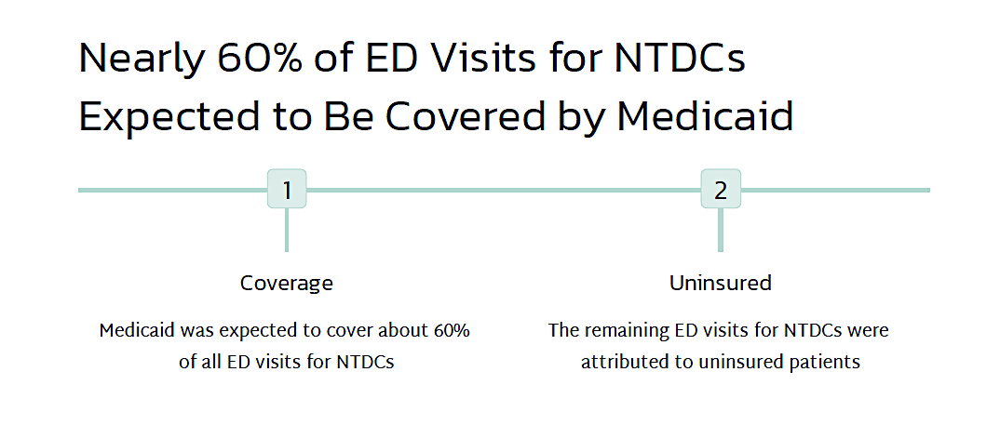 Nearly 60% of ED Visits for NTDCs
Expected to Be Covered by Medicaid
1
2
Coverage
Uninsured
Medicaid was expected to cover about 60%
of all ED visits for NTDCs
The remaining ED visits for NTDCs were
attributed to uninsured patients